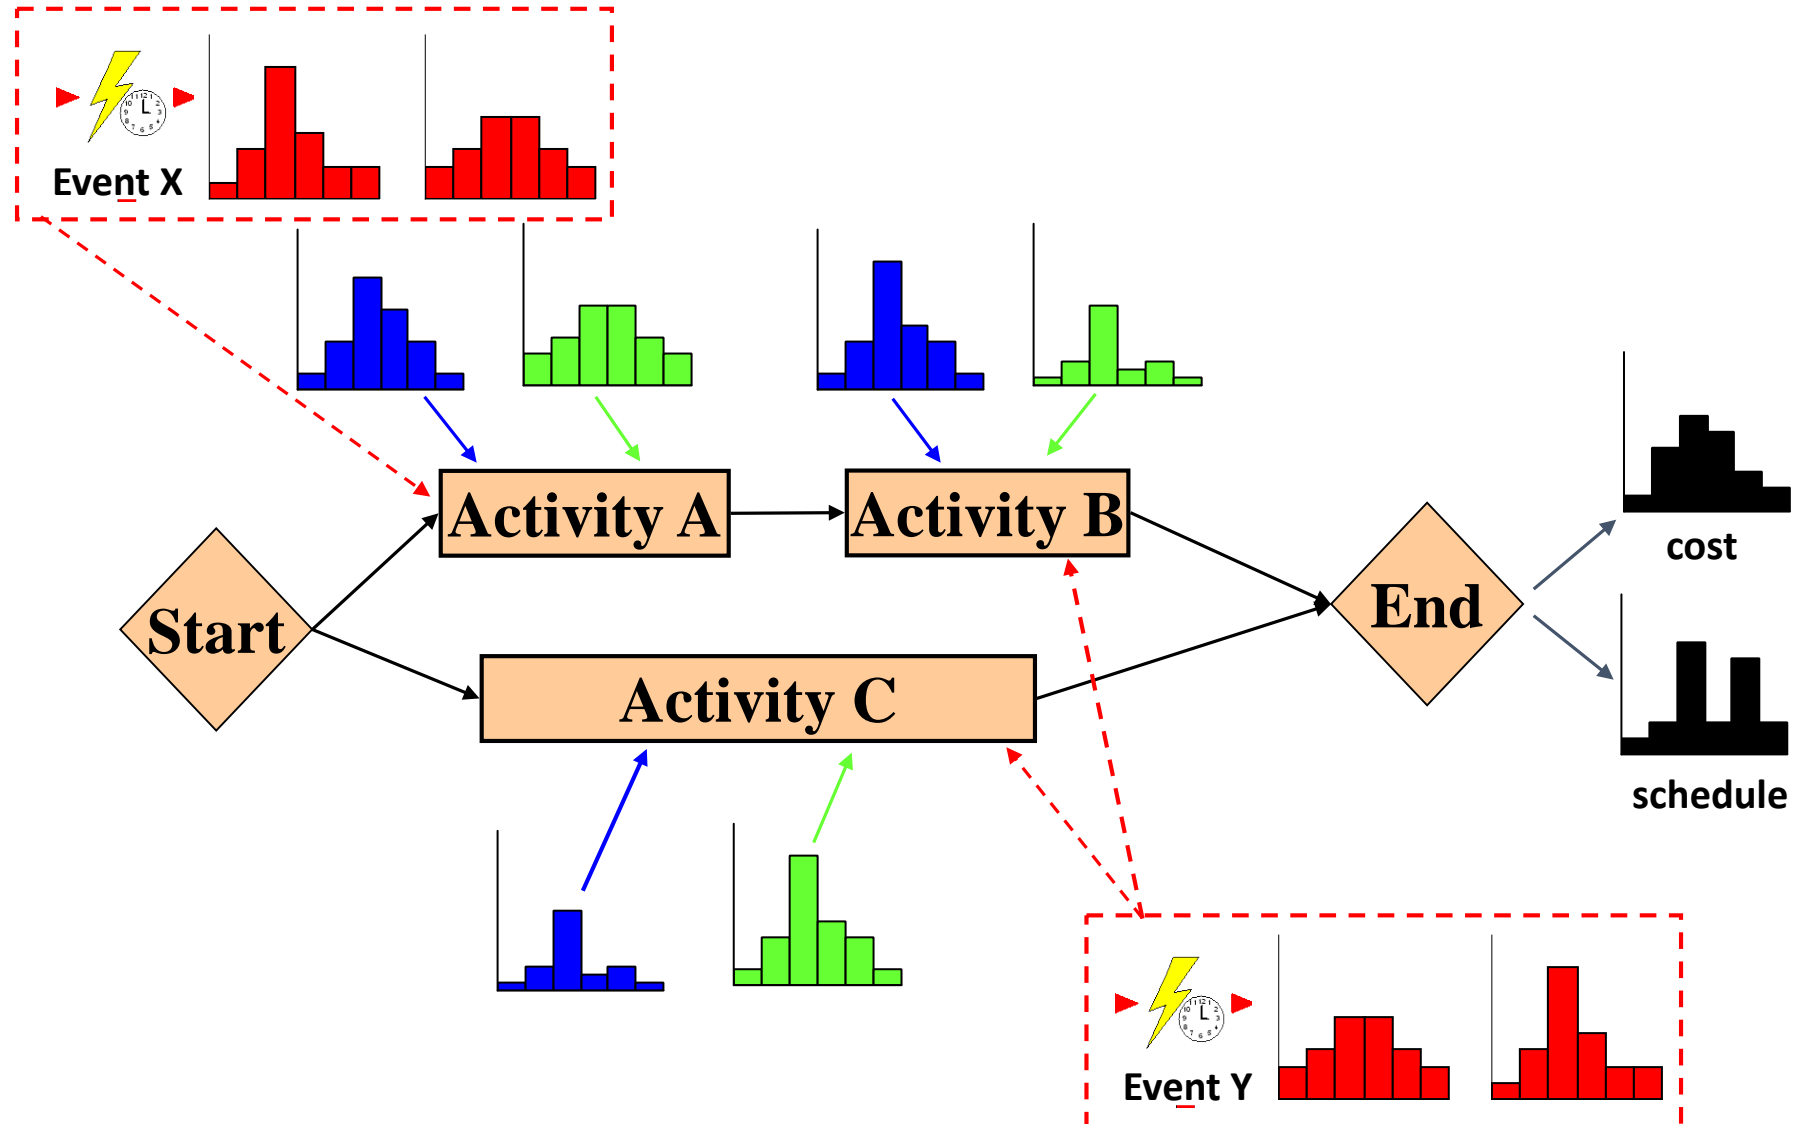 Event X
Activity A
Activity B
Start
End
cost
Activity C
schedule
Event Y